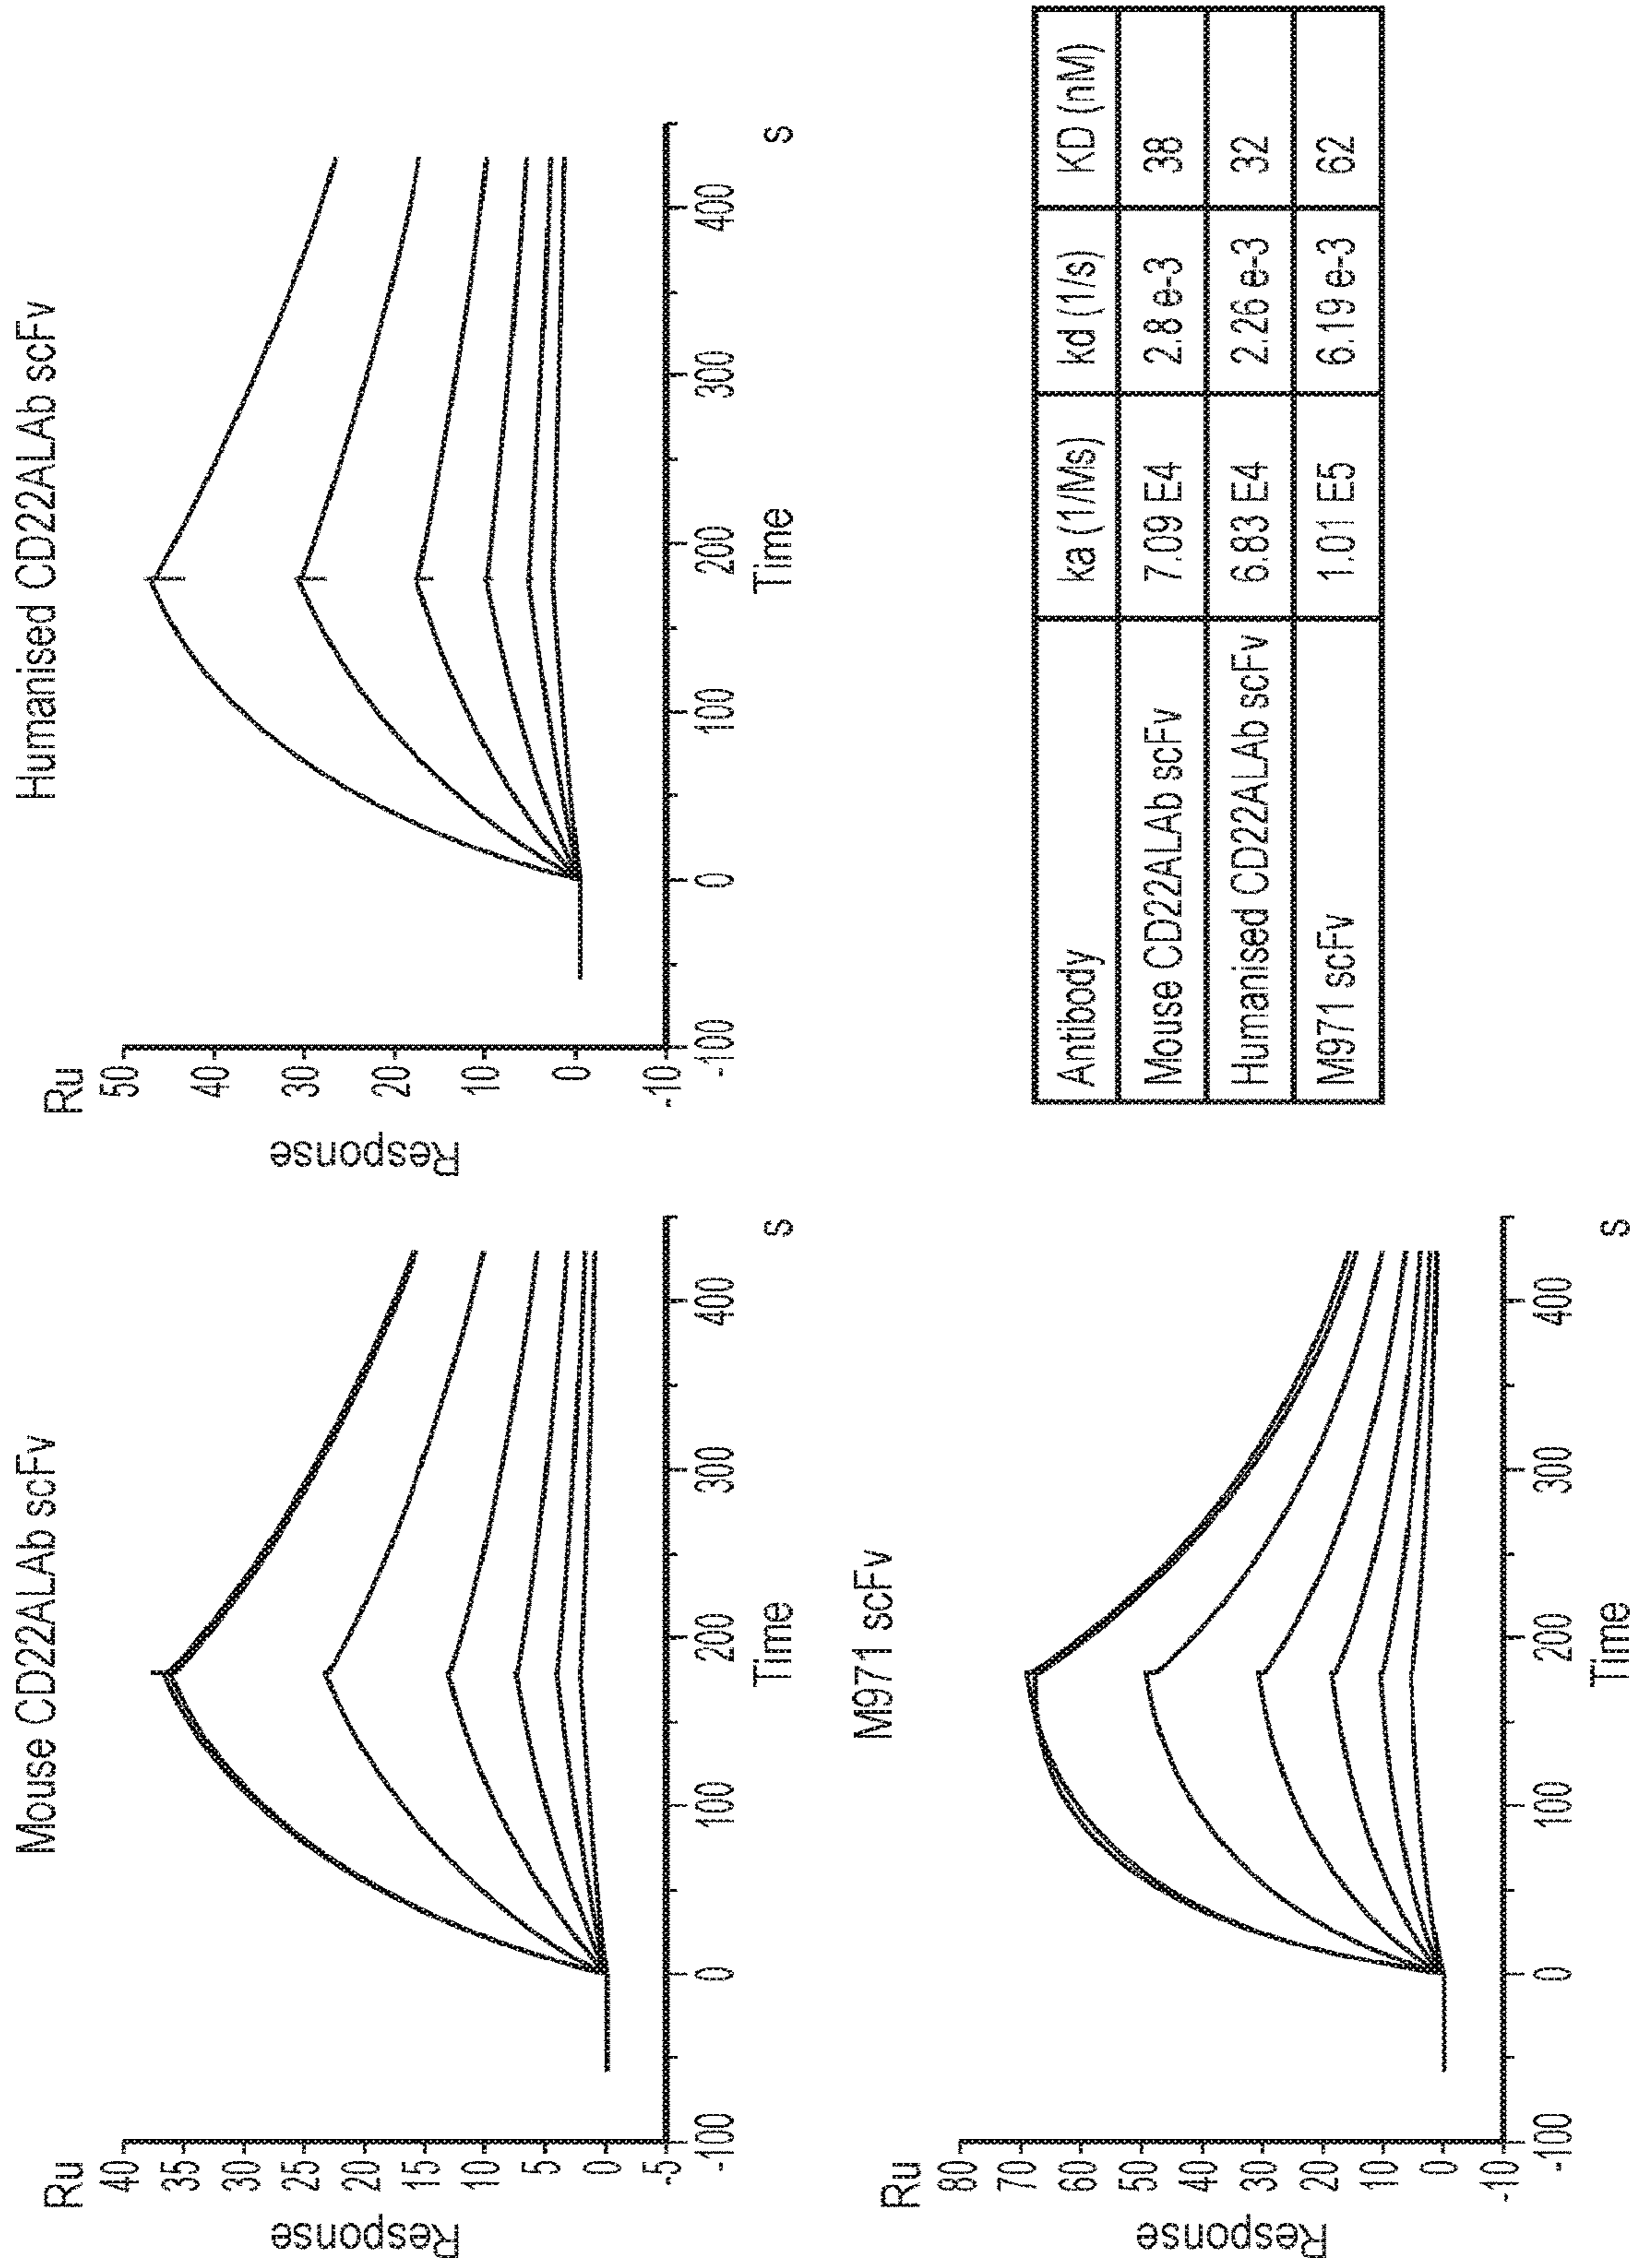 Mouse CD22ALAb scFv
Ru
40
35
30
25
20
15
10
5
0
-5
Response
-100
0
100
200
300
400
Time
s
Humanised CD22ALAb scFv
Ru
50
40
30
20
10
0
-10
Response
-100
0
100
200
300
400
Time
s
M971 scFv
Ru
80
70
60
50
40
30
20
10
0
-10
Response
-100
0
100
200
300
400
Time
s
Antibody ka (1/Ms) kd (1/s) KD (nM)
Mouse CD22ALAb scFv 7.09 E4 2.8 e-3 38
Humanised CD22ALAb scFv 6.83 E4 2.26 e-3 32
M971 scFv 1.01 E5 6.19 e-3 62